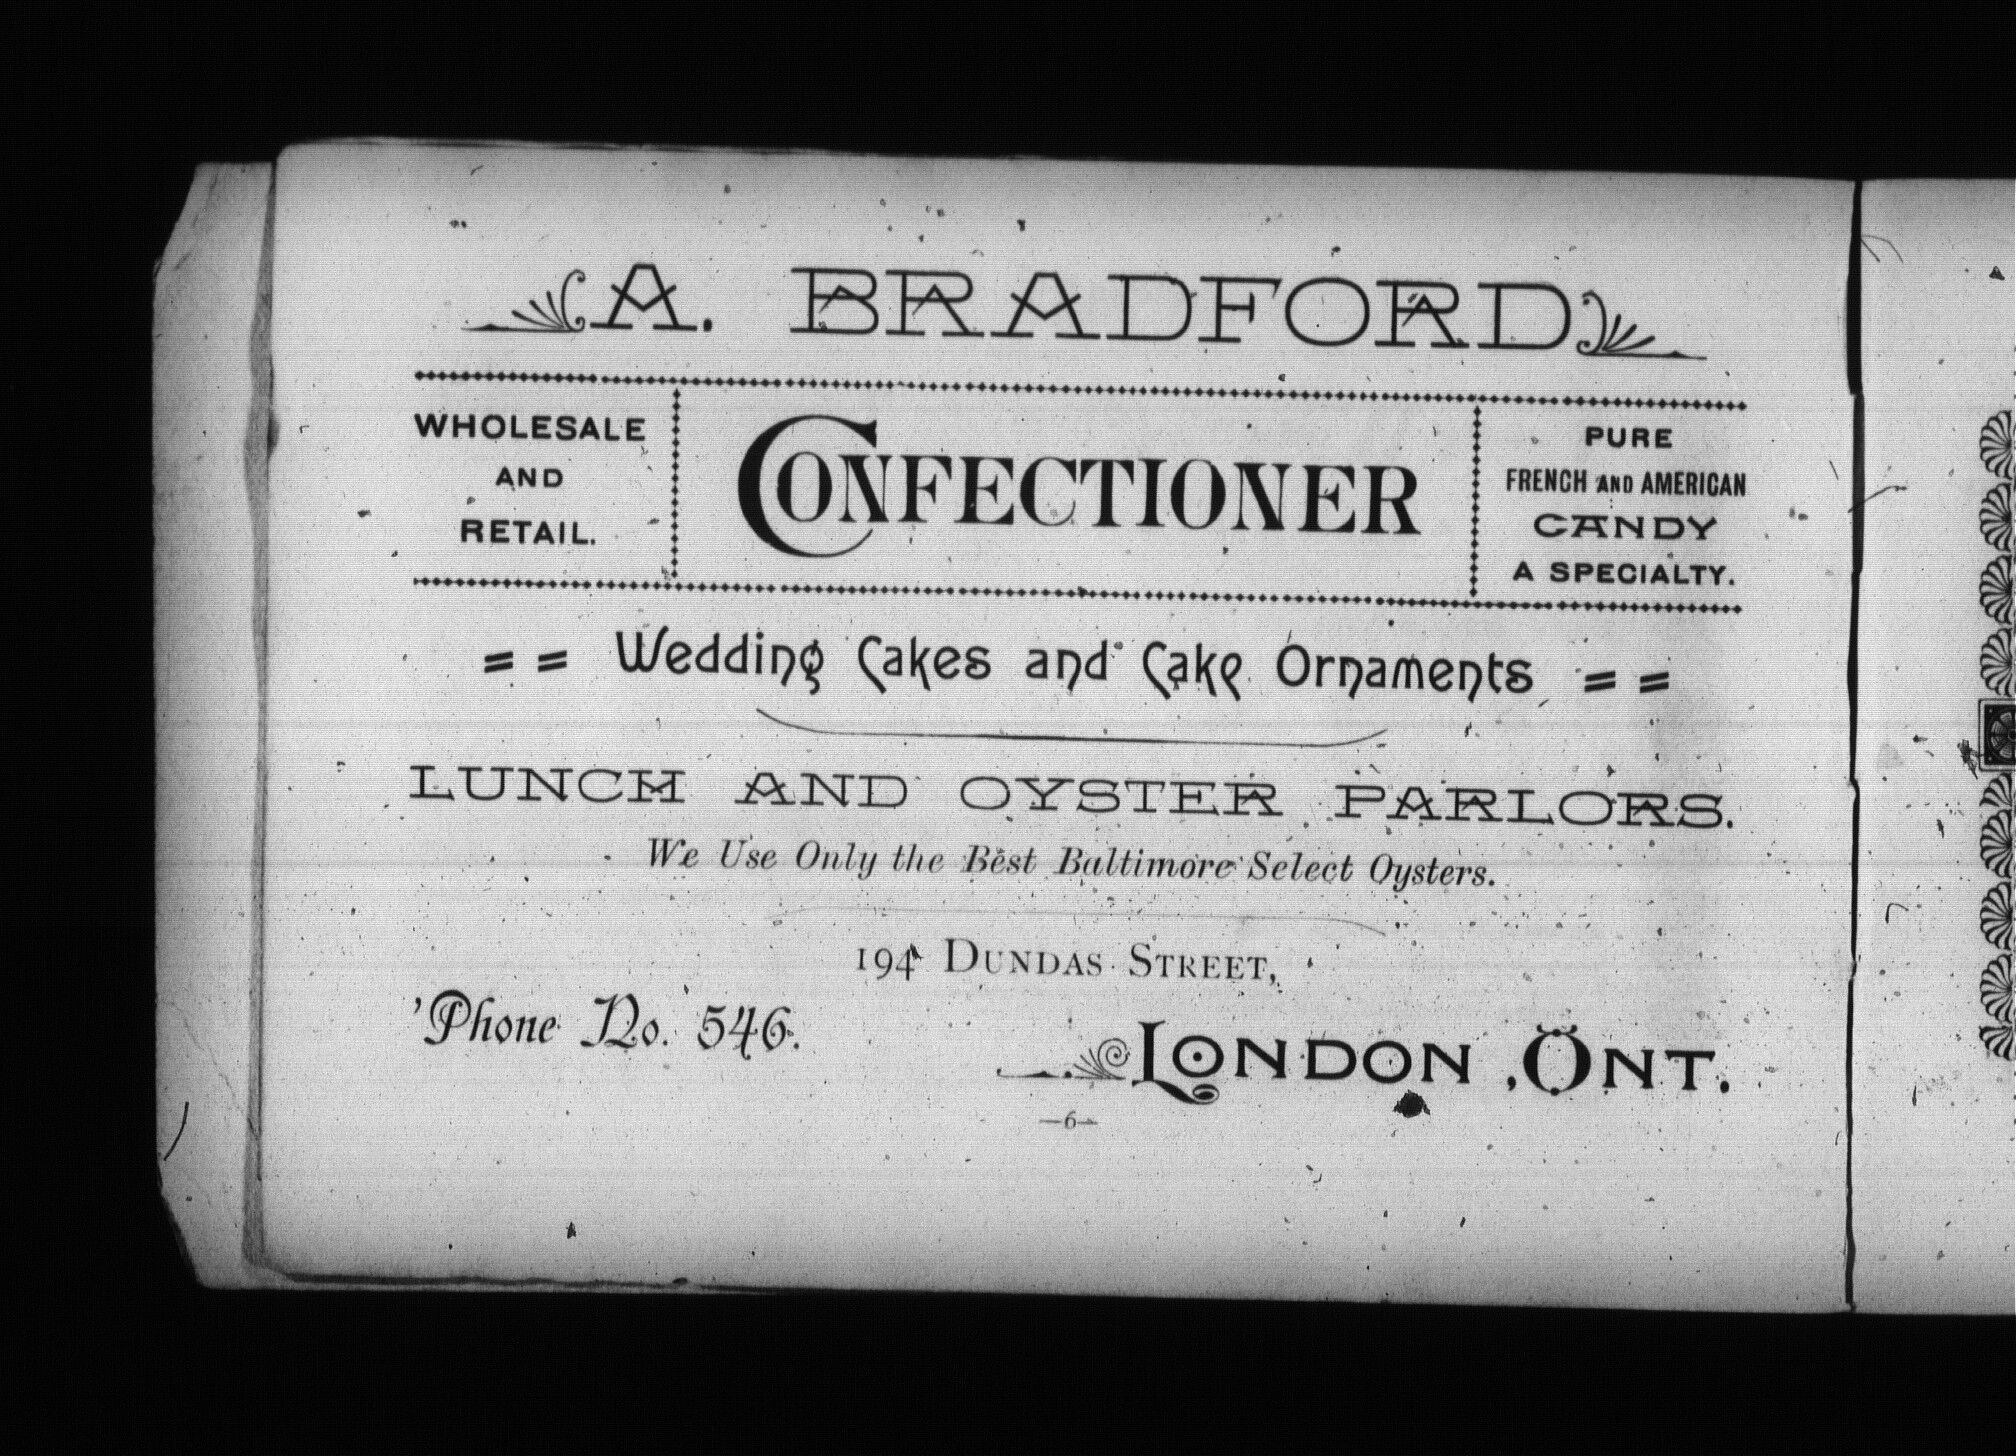 A. BRADFORD
WHOLESALE
AND
RETAIL.
CONFECTIONER
PURE
FRENCH AND AMERICAN
CANDY
A SPECIALTY.
Wedding Cakes and Cake Ornaments
LUNCH AND OYSTER PARLORS.
We Use Only the Best Baltimore Select Oysters.
194 DUNDAS STREET,
'Phone No. 546.
LONDON, ONT.
—6—